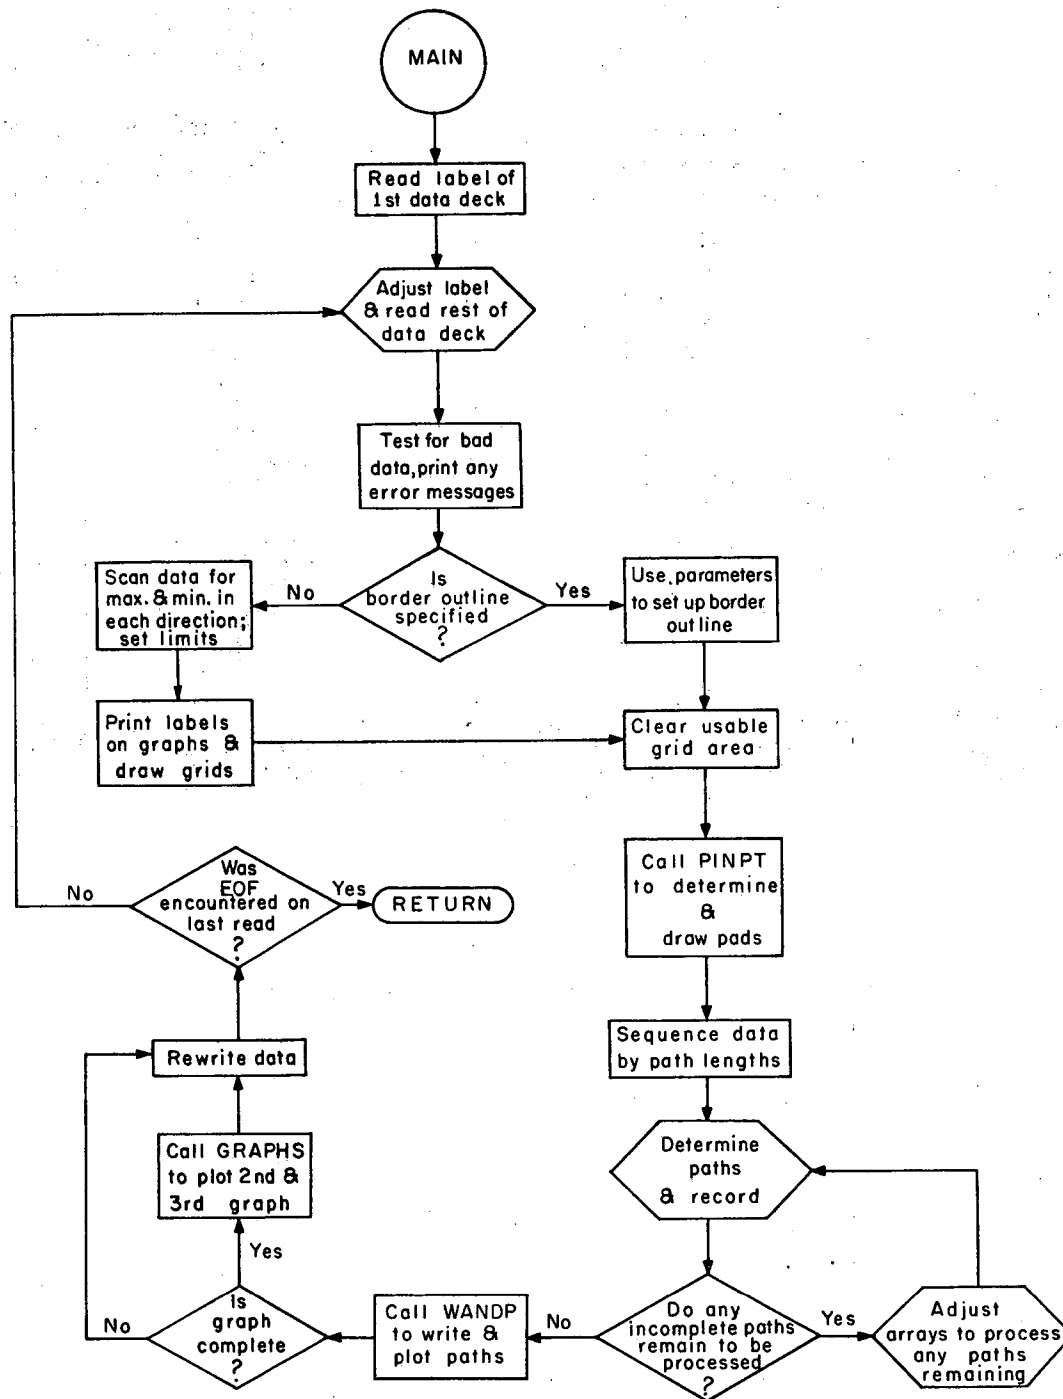 MAIN
Read label of
1st data deck
Adjust label
& read rest of
data deck
Test for bad
data, print any
error messages
Is
border outline
specified
?
No
Yes
Scan data for
max. & min. in
each direction;
set limits
Use parameters
to set up border
outline
Print labels
on graphs &
draw grids
Clear usable
grid area
Call PINPT
to determine
&
draw pads
Was
EOF
encountered on
last read
?
No
Yes
RETURN
Sequence data
by path lengths
Rewrite data
Determine
paths
& record
Call GRAPHS
to plot 2nd &
3rd graph
Yes
Is
graph
complete
?
No
Call WANDP
to write &
plot paths
No
Do any
incomplete paths
remain to be
processed
?
Yes
Adjust
arrays to process
any paths
remaining